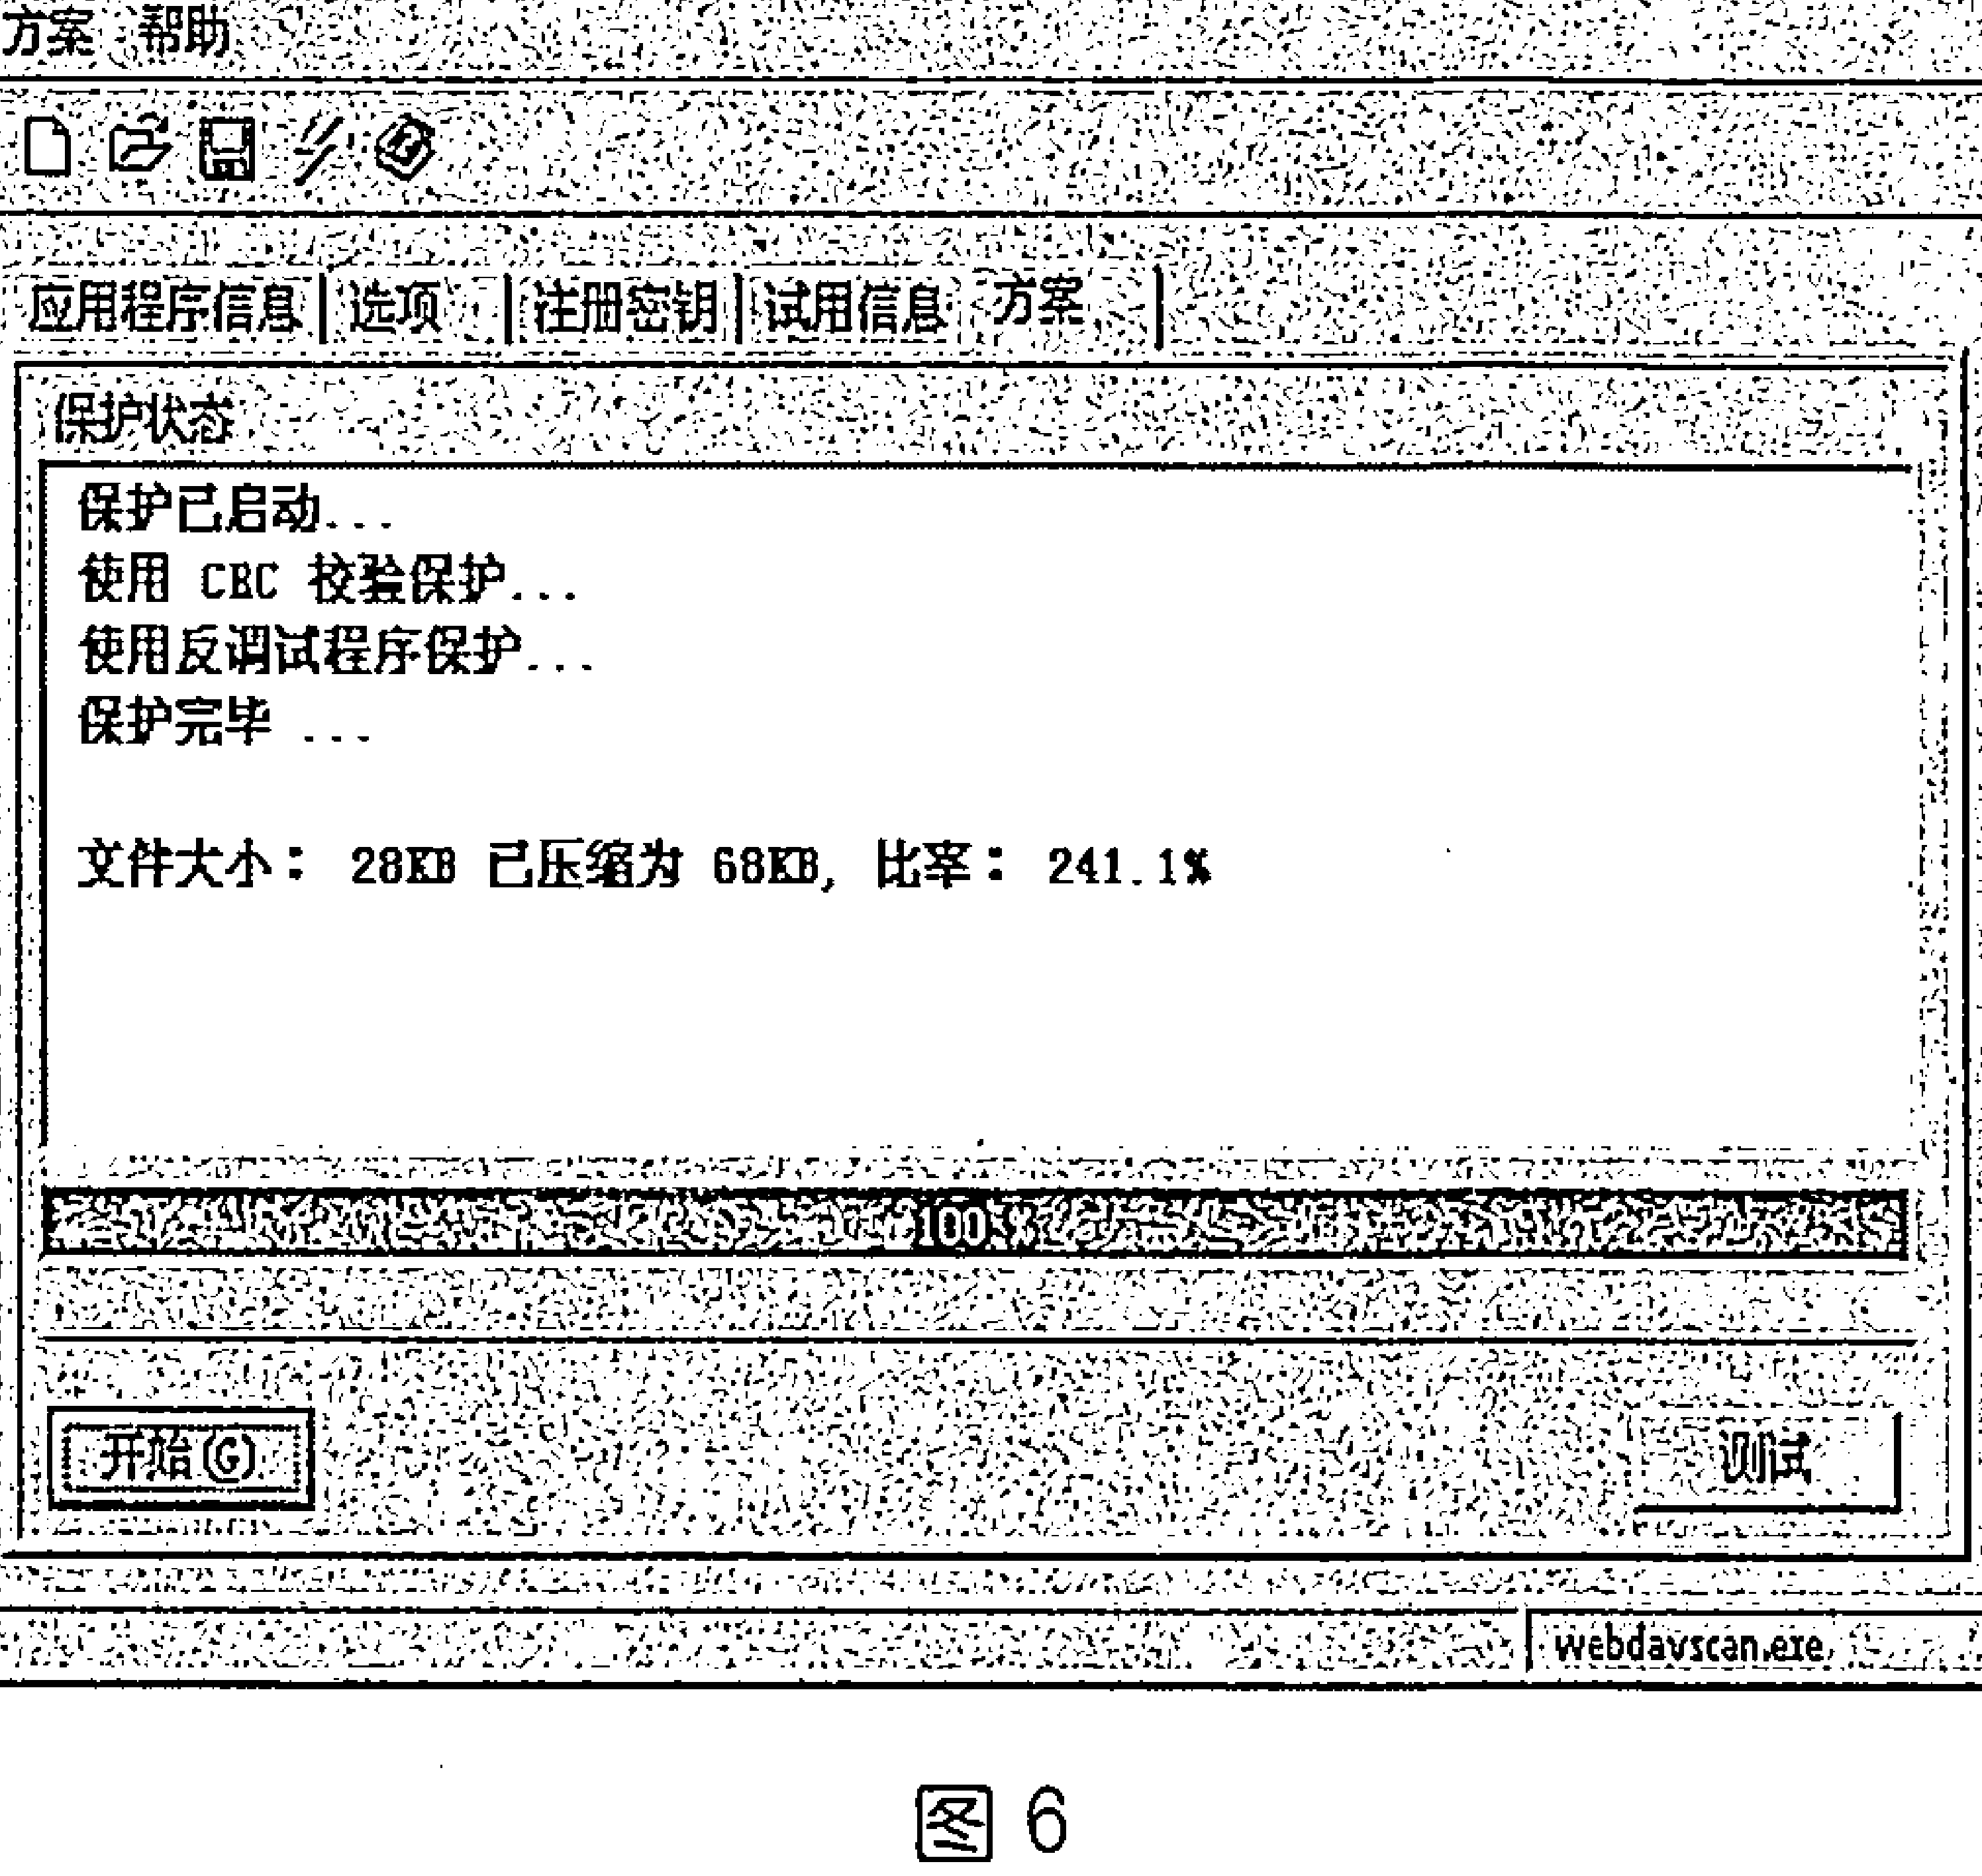 方案 帮助
应用程序信息 选项 注册密钥 试用信息 方案
保护状态
保护已启动...
使用 CRC 校验保护...
使用反调试程序保护...
保护完毕 ...
文件大小： 28KB 已压缩为 68KB, 比率： 241.1%
100%
开始(G) 测试
webdavscan.exe
图 6